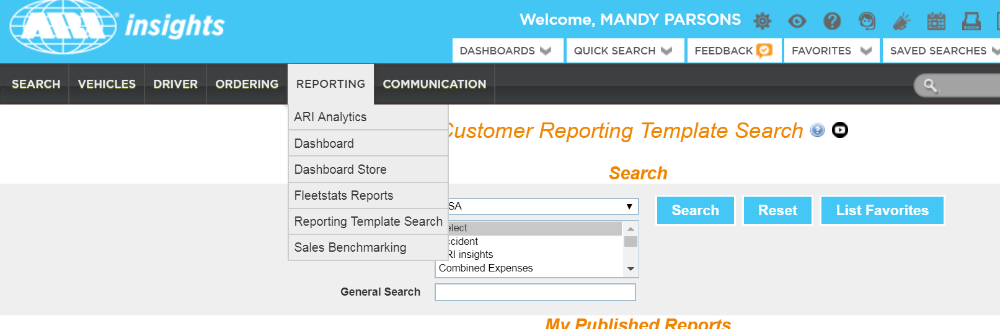 ARI insights
Welcome, MANDY PARSONS
DASHBOARDS QUICK SEARCH FEEDBACK FAVORITES SAVED SEARCHES
SEARCH VEHICLES DRIVER ORDERING REPORTING COMMUNICATION
ARI Analytics
Dashboard
Dashboard Store
Fleetstats Reports
Reporting Template Search
Sales Benchmarking
Customer Reporting Template Search
Search
SA
Search Reset List Favorites
elect
ccident
RI insights
Combined Expenses
General Search
My Published Reports